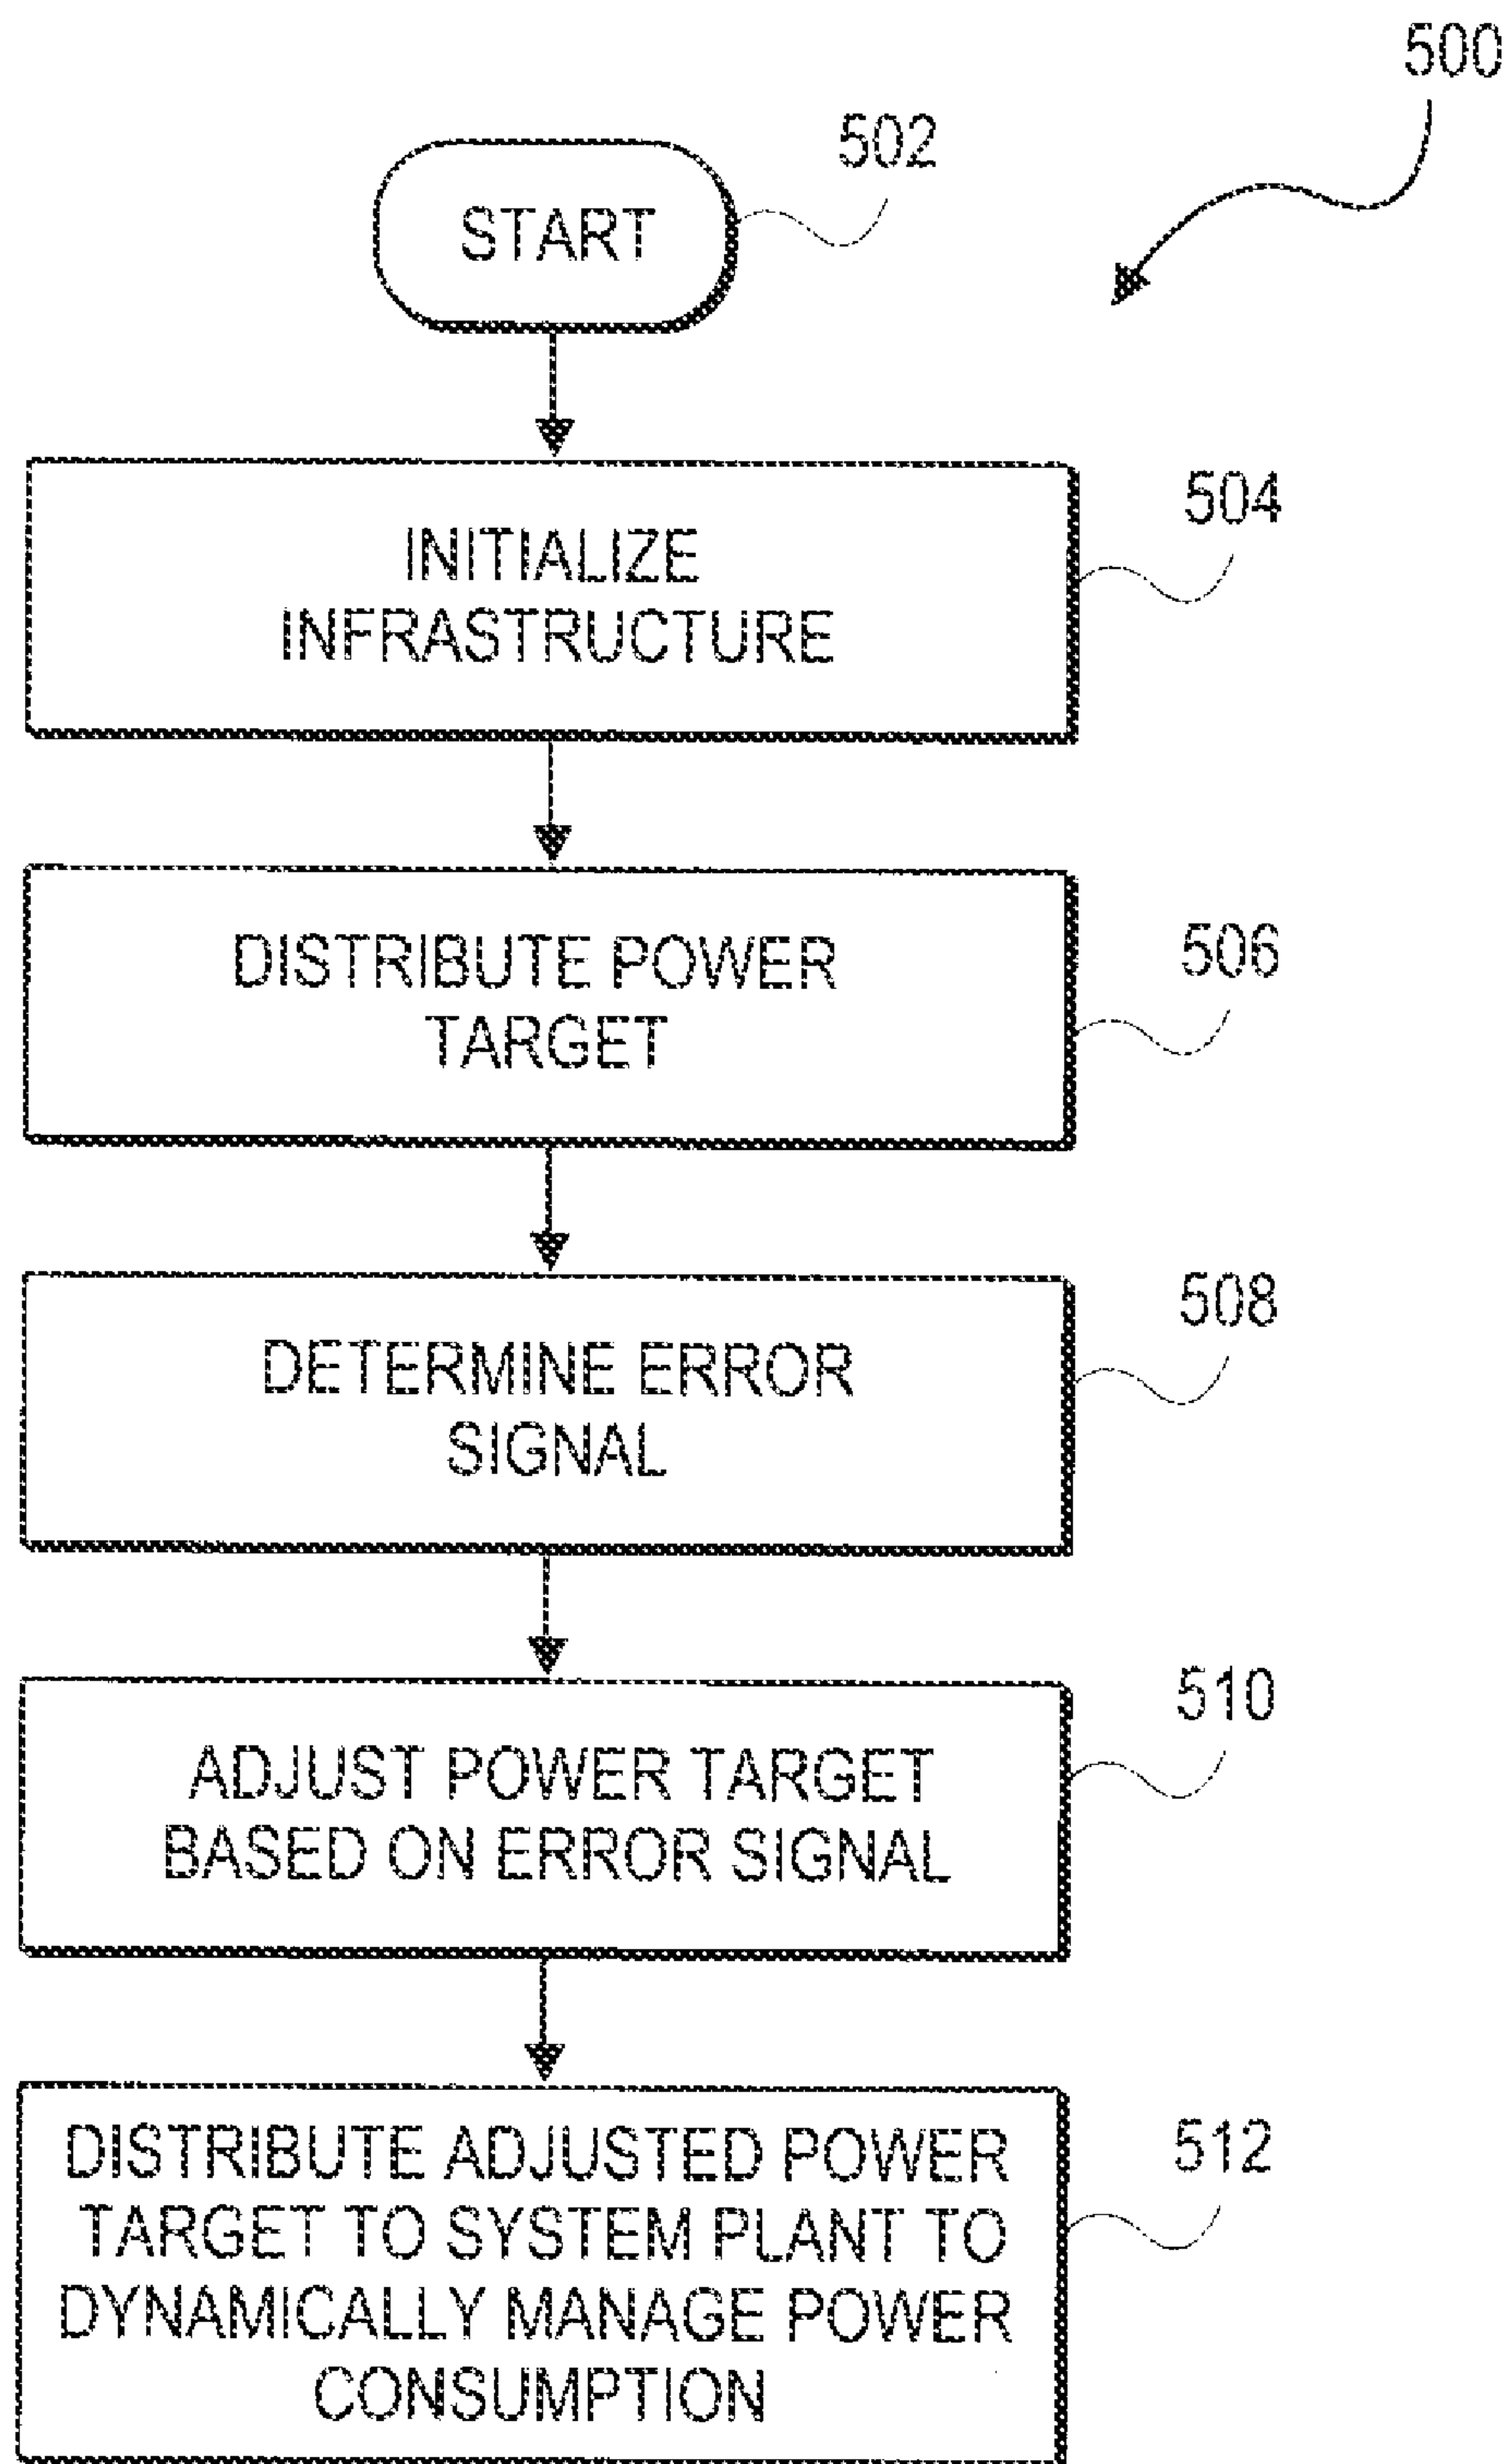 500
502
START
504
INITIALIZE
INFRASTRUCTURE
506
DISTRIBUTE POWER
TARGET
508
DETERMINE ERROR
SIGNAL
510
ADJUST POWER TARGET
BASED ON ERROR SIGNAL
512
DISTRIBUTE ADJUSTED POWER
TARGET TO SYSTEM PLANT TO
DYNAMICALLY MANAGE POWER
CONSUMPTION